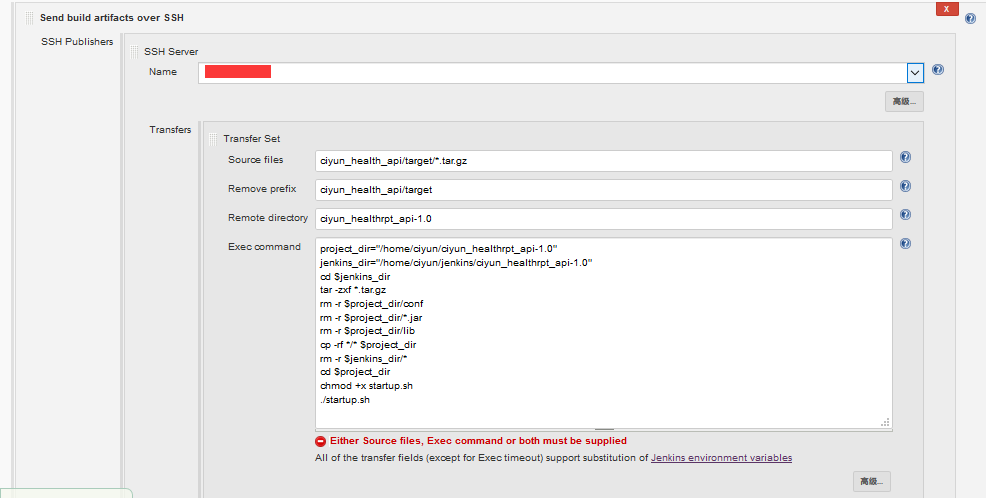 X
Send build artifacts over SSH
SSH Publishers
SSH Server
Name
高级...
Transfers
Transfer Set
Source files
ciyun_health_api/target/*.tar.gz
Remove prefix
ciyun_health_api/target
Remote directory
ciyun_healthrpt_api-1.0
Exec command
project_dir="/home/ciyun/ciyun_healthrpt_api-1.0"
jenkins_dir="/home/ciyun/jenkins/ciyun_healthrpt_api-1.0"
cd $jenkins_dir
tar -zxf *.tar.gz
rm -r $project_dir/conf
rm -r $project_dir/*.jar
rm -r $project_dir/lib
cp -rf */* $project_dir
rm -r $jenkins_dir/*
cd $project_dir
chmod +x startup.sh
./startup.sh
Either Source files, Exec command or both must be supplied
All of the transfer fields (except for Exec timeout) support substitution of Jenkins environment variables
高级...